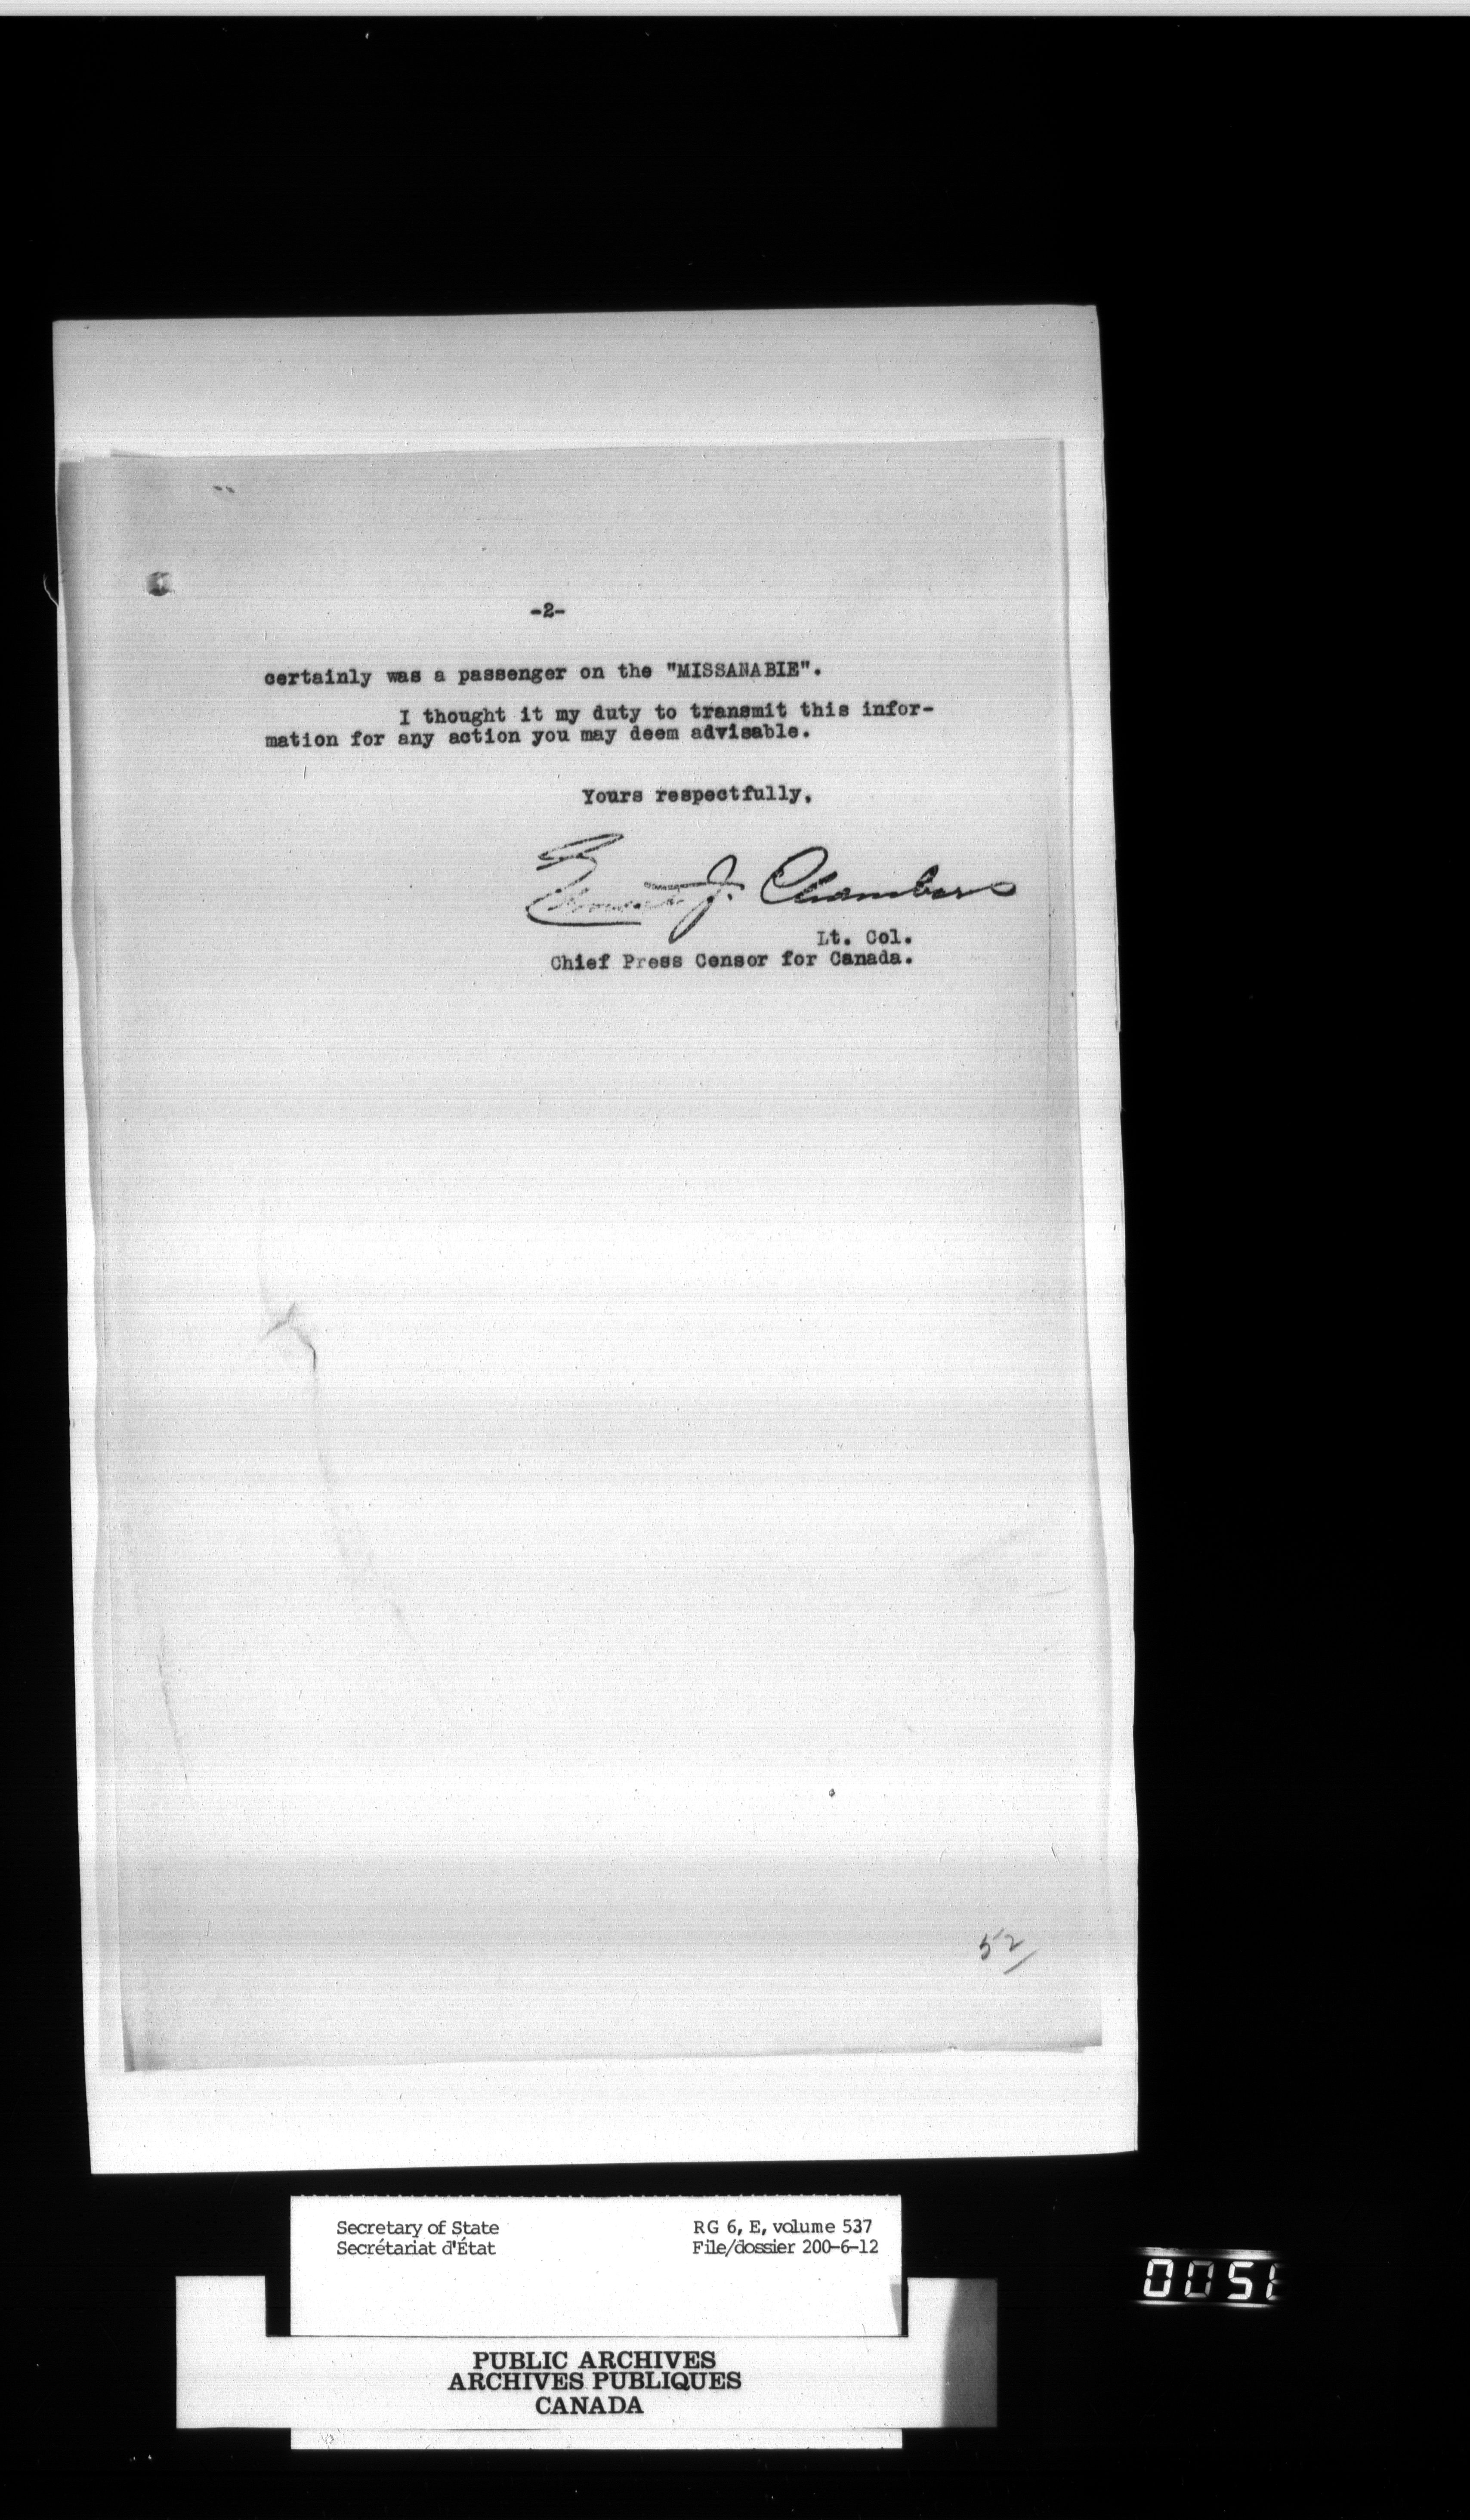 -2-
certainly was a passenger on the "MISSANABIE".
I thought it my duty to transmit this infor-
mation for any action you may deem advisable.
Yours respectfully,
Ernest J. Chambers
Lt. Col.
Chief Press Censor for Canada.
52
Secretary of State
Secrétariat d'État
RG 6, E, volume 537
File/dossier 200-6-12
0051
PUBLIC ARCHIVES
ARCHIVES PUBLIQUES
CANADA